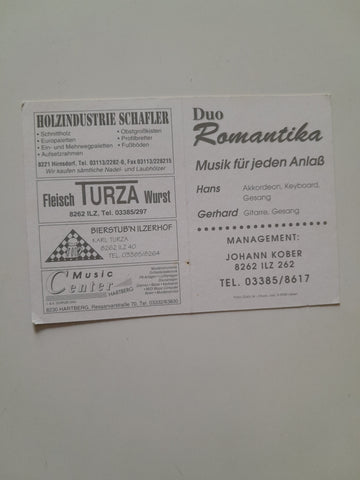 HOLZINDUSTRIE SCHAFLER
• Schnittholz
• Europaletten
• Ein- und Mehrwegpaletten
• Aufsetzrahmen
• Obstgroßkisten
• Profilbretter
• Fußböden
8221 Hirnsdorf, Tel. 03113/2282-0, Fax 03113/228215
Wir kaufen sämtliche Nadel- und Laubhölzer
Fleisch TURZA Wurst
8262 ILZ, Tel. 03385/297
BIERSTUB'N ILZERHOF
KARL TURZA
8262 ILZ 40
TEL. 03385/8264
Music
Center
HARTBERG
8230 HARTBERG, Ressavarstraße 70, Tel. 03332/63630
Duo
Romantika
Musik für jeden Anlaß
Hans Akkordeon, Keyboard,
Gesang
Gerhard Gitarre, Gesang
MANAGEMENT:
JOHANN KOBER
8262 ILZ 262
TEL. 03385/8617